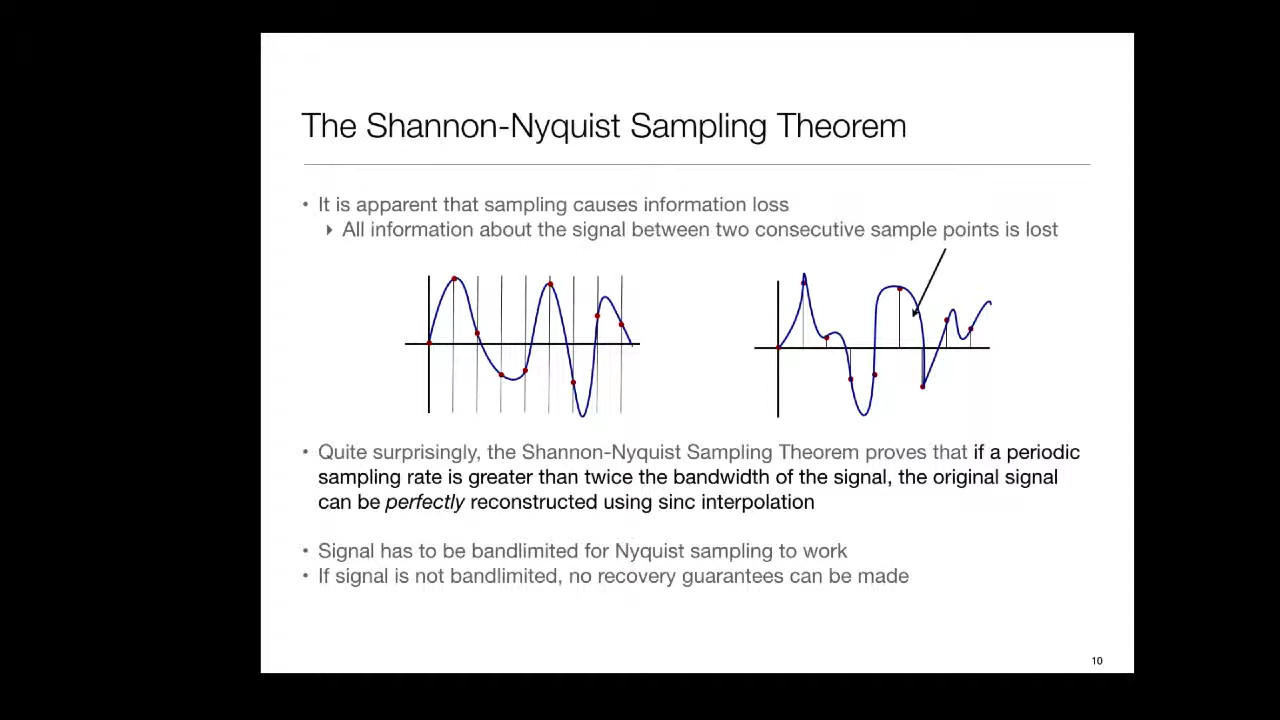 The Shannon-Nyquist Sampling Theorem
• It is apparent that sampling causes information loss
‣ All information about the signal between two consecutive sample points is lost
• Quite surprisingly, the Shannon-Nyquist Sampling Theorem proves that if a periodic
sampling rate is greater than twice the bandwidth of the signal, the original signal
can be perfectly reconstructed using sinc interpolation
• Signal has to be bandlimited for Nyquist sampling to work
• If signal is not bandlimited, no recovery guarantees can be made
10